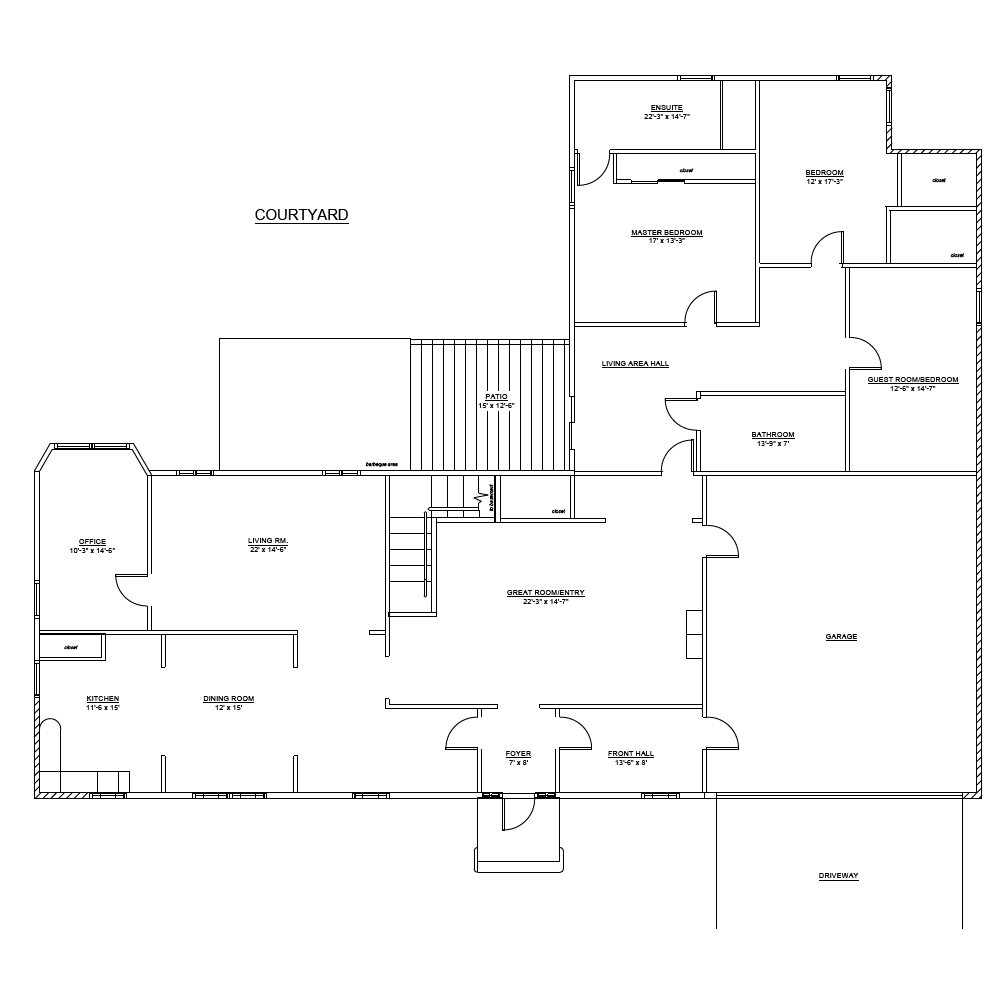 ENSUITE
22'-3" x 14'-7"
closet
BEDROOM
12' x 17'-3"
closet
COURTYARD
MASTER BEDROOM
17' x 13'-3"
closet
LIVING AREA HALL
GUEST ROOM/BEDROOM
12'-6" x 14'-7"
PATIO
15' x 12'-6"
BATHROOM
13'-9" x 7'
barbeque area
to basement
closet
OFFICE
10'-3" x 14'-6"
LIVING RM.
22' x 14'-6"
GREAT ROOM/ENTRY
22'-3" x 14'-7"
GARAGE
closet
KITCHEN
11'-6 x 15'
DINING ROOM
12' x 15'
FOYER
7' x 8'
FRONT HALL
13'-6" x 8'
DRIVEWAY